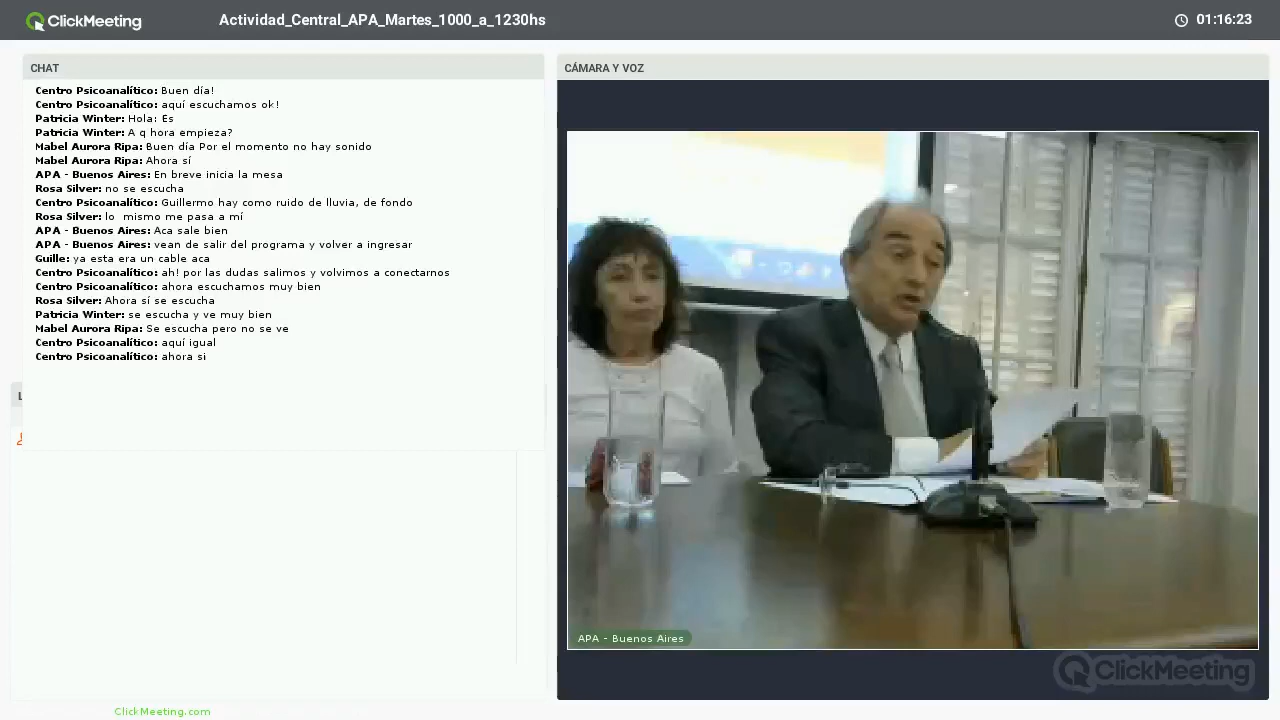 ClickMeeting
Actividad_Central_APA_Martes_1000_a_1230hs
01:16:23
CHAT
Centro Psicoanalítico: Buen día!
Centro Psicoanalítico: aquí escuchamos ok!
Patricia Winter: Hola: Es
Patricia Winter: A q hora empieza?
Mabel Aurora Ripa: Buen día Por el momento no hay sonido
Mabel Aurora Ripa: Ahora sí
APA - Buenos Aires: En breve inicia la mesa
Rosa Silver: no se escucha
Centro Psicoanalítico: Guillermo hay como ruido de lluvia, de fondo
Rosa Silver: lo  mismo me pasa a mí
APA - Buenos Aires: Aca sale bien
APA - Buenos Aires: vean de salir del programa y volver a ingresar
Guille: ya esta era un cable aca
Centro Psicoanalítico: ah! por las dudas salimos y volvimos a conectarnos
Centro Psicoanalítico: ahora escuchamos muy bien
Rosa Silver: Ahora sí se escucha
Patricia Winter: se escucha y ve muy bien
Mabel Aurora Ripa: Se escucha pero no se ve
Centro Psicoanalítico: aquí igual
Centro Psicoanalítico: ahora si
CÁMARA Y VOZ
APA - Buenos Aires
ClickMeeting
ClickMeeting.com